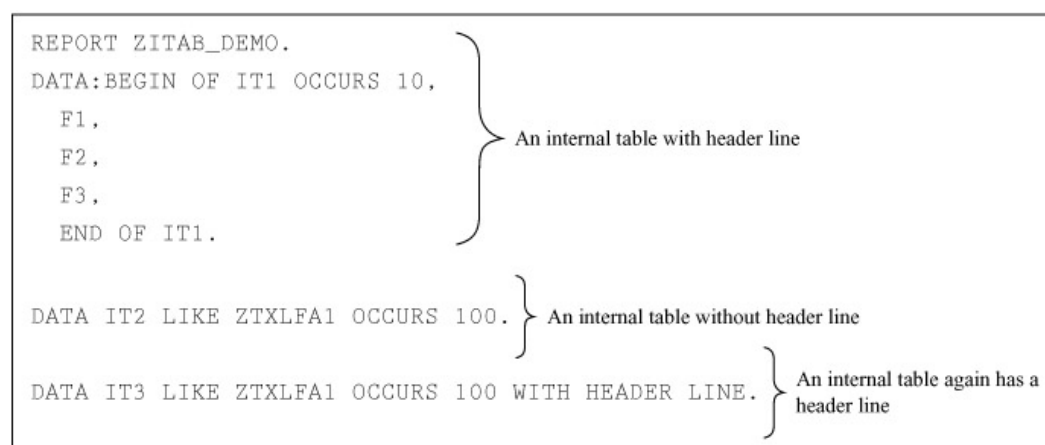 REPORT ZITAB_DEMO.
DATA:BEGIN OF IT1 OCCURS 10,
F1,
F2,
F3,
END OF IT1.
An internal table with header line
DATA IT2 LIKE ZTXLFA1 OCCURS 100.
An internal table without header line
DATA IT3 LIKE ZTXLFA1 OCCURS 100 WITH HEADER LINE.
An internal table again has a
header line